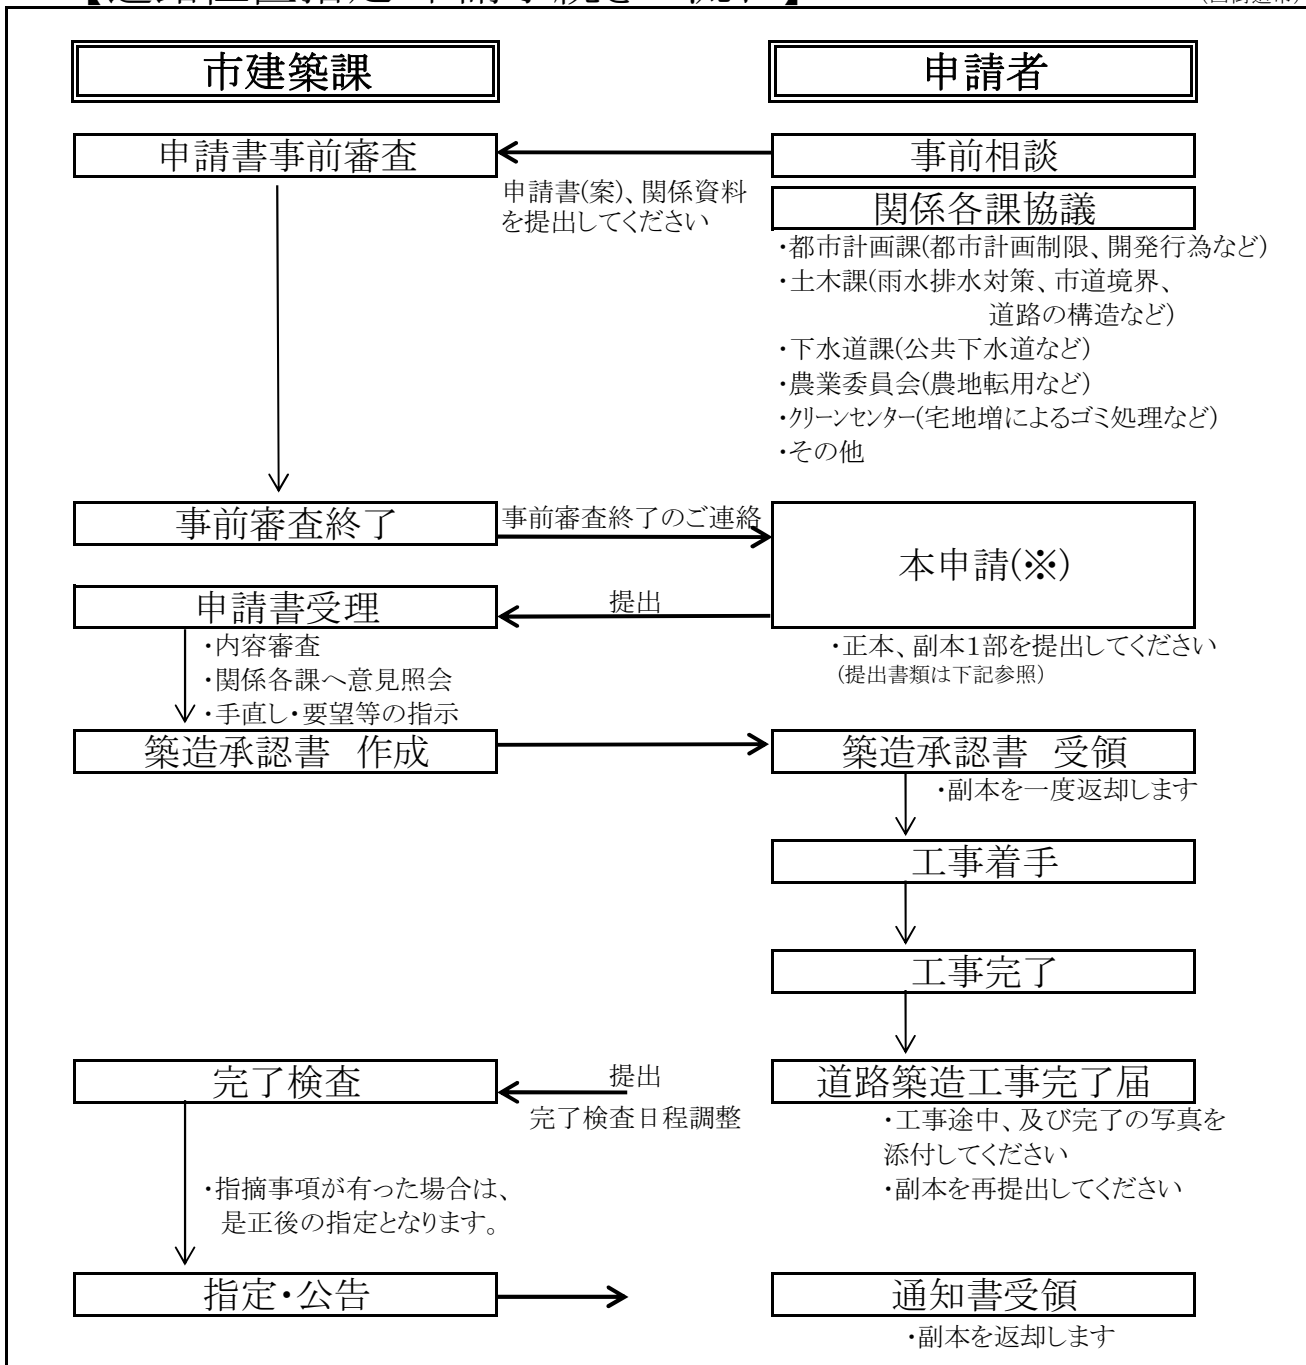 市建築課
申請者
申請書事前審査
事前相談
申請書(案)、関係資料
を提出してください
関係各課協議
・都市計画課(都市計画制限、開発行為など)
・土木課(雨水排水対策、市道境界、
道路の構造など)
・下水道課(公共下水道など)
・農業委員会(農地転用など)
・クリーンセンター(宅地増によるゴミ処理など)
・その他
事前審査終了
事前審査終了のご連絡
本申請(※)
申請書受理
提出
・内容審査
・関係各課へ意見照会
・手直し・要望等の指示
・正本、副本1部を提出してください
(提出書類は下記参照)
築造承認書 作成
築造承認書 受領
・副本を一度返却します
工事着手
工事完了
完了検査
提出
完了検査日程調整
道路築造工事完了届
・工事途中、及び完了の写真を
添付してください
・副本を再提出してください
・指摘事項が有った場合は、
是正後の指定となります。
指定・公告
通知書受領
・副本を返却します